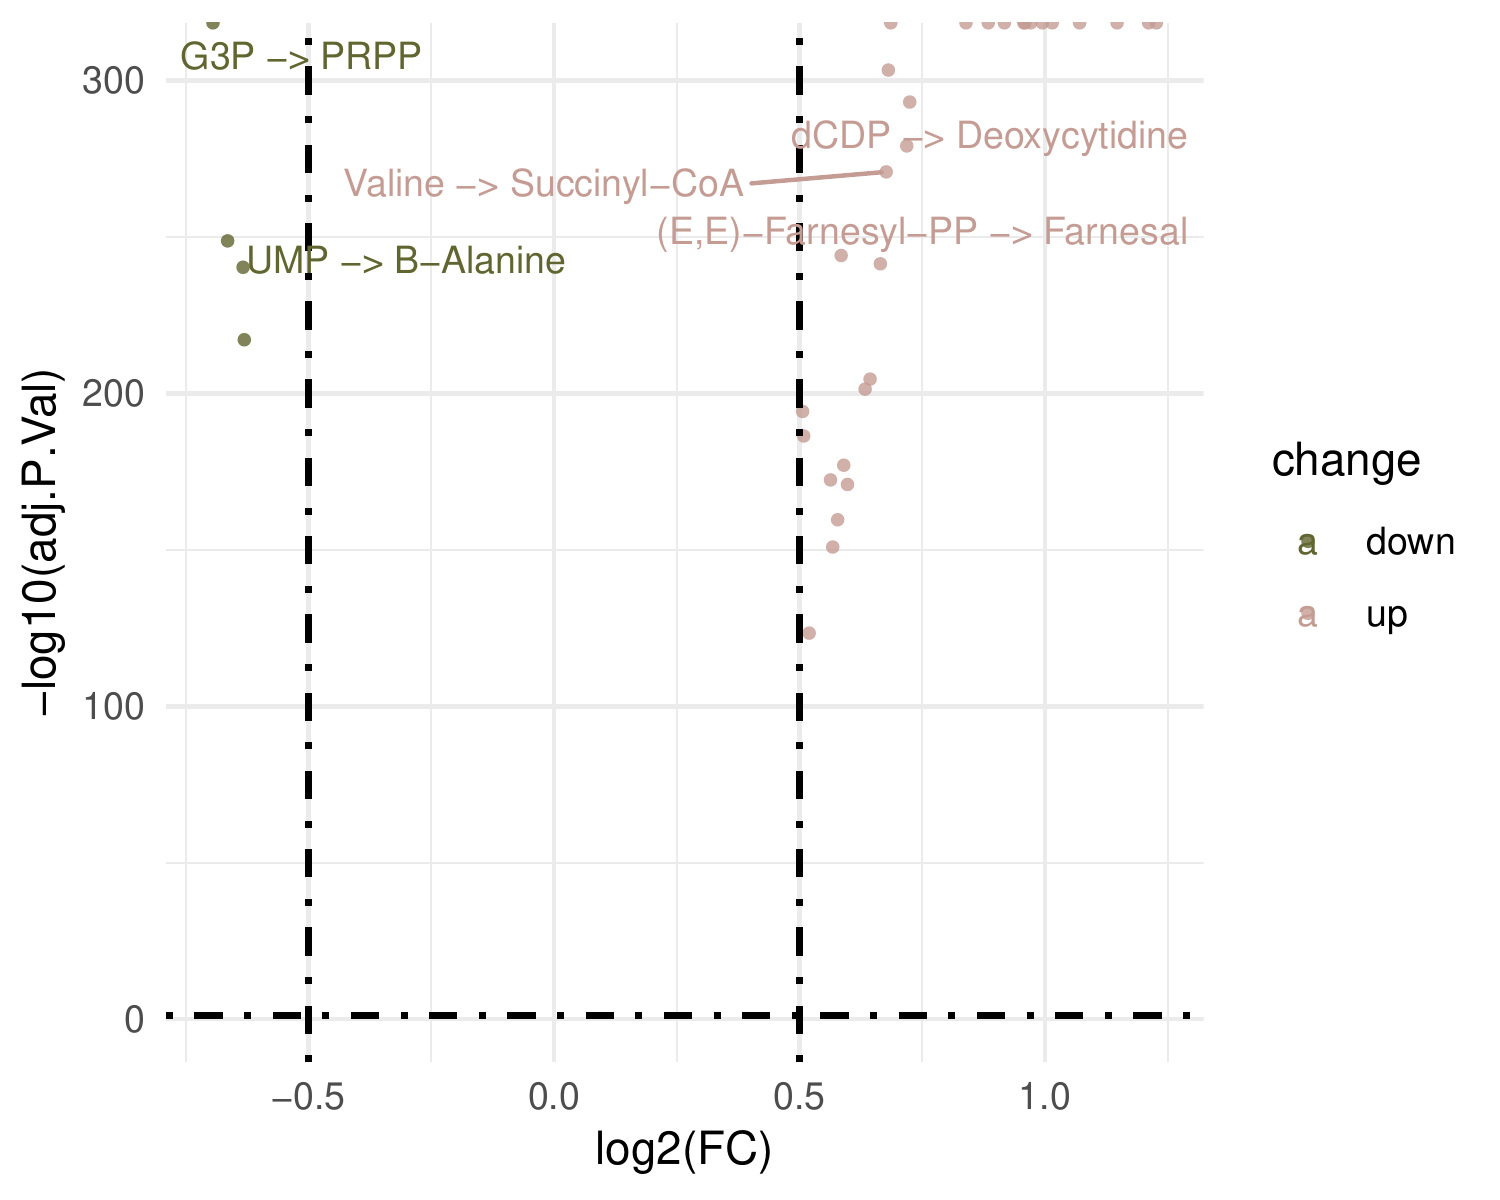 G3P −> PRPP
300
dCDP −> Deoxycytidine
Valine −> Succinyl−CoA
(E,E)−Farnesyl−PP −> Farnesal
UMP −> B−Alanine
200
100
0
−log10(adj.P.Val)
−0.5
0.0
0.5
1.0
log2(FC)
change
a down
a up